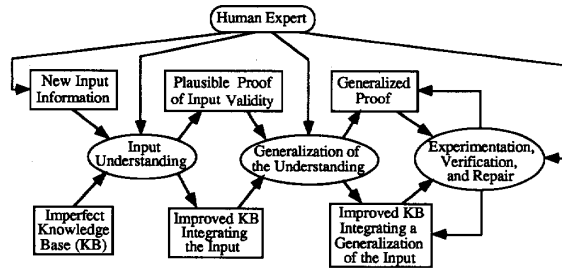 Human Expert
New Input
Information
Plausible Proof
of Input Validity
Generalized
Proof
Input
Understanding
Generalization of
the Understanding
Experimentation,
Verification,
and Repair
Imperfect
Knowledge
Base (KB)
Improved KB
Integrating
the Input
Improved KB
Integrating a
Generalization
of the Input